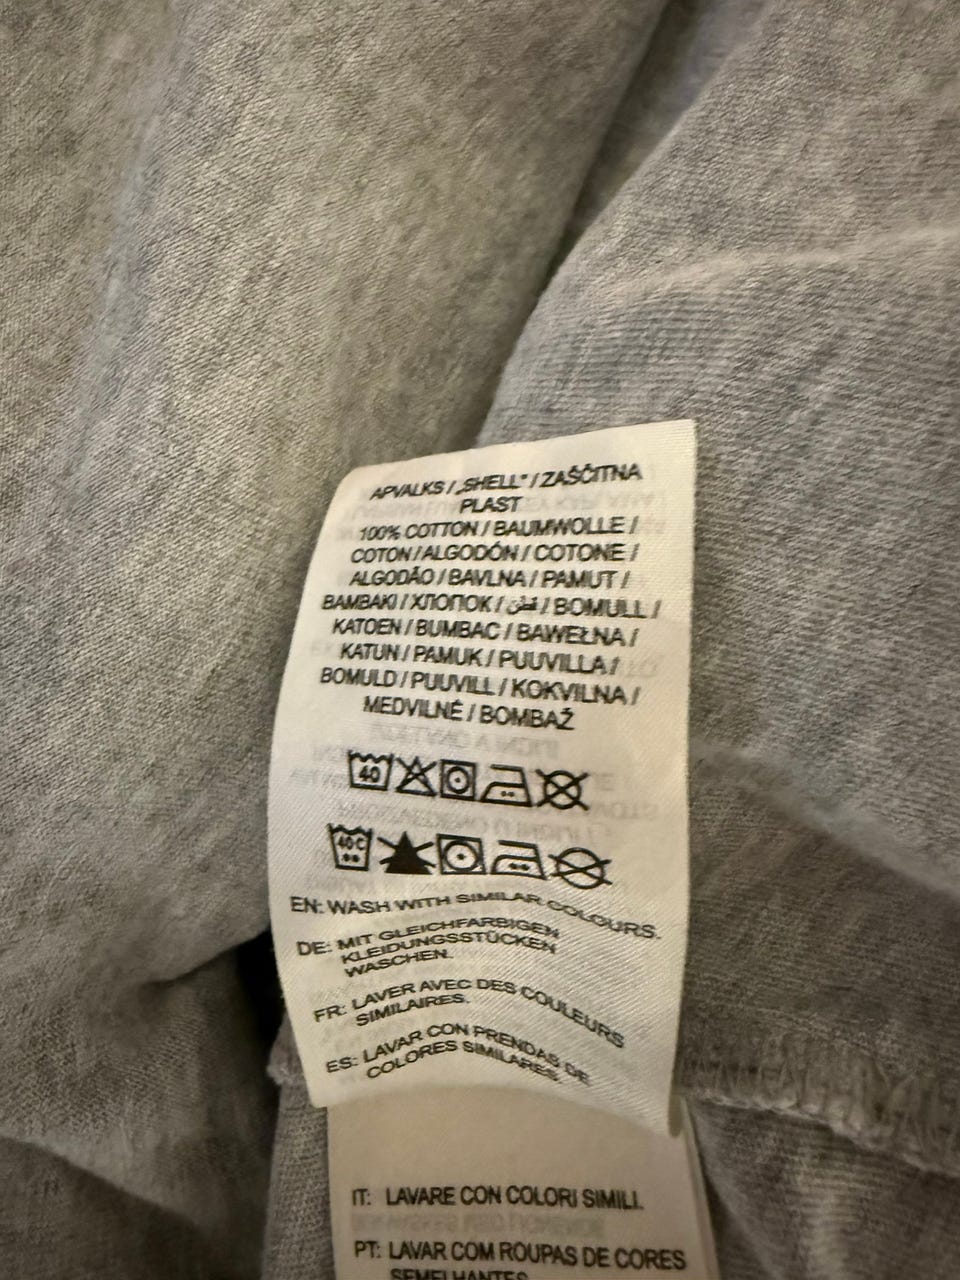 APVALKS / „SHELL“ / ZAŠČITNA
PLAST
100% COTTON / BAUMWOLLE /
COTON / ALGODÓN / COTONE /
ALGODÃO / BAVLNA / PAMUT /
BAMBAKI / ХЛОПОК / قطن / BOMULL /
KATOEN / BUMBAC / BAWEŁNA /
KATUN / PAMUK / PUUVILLA /
BOMULD / PUUVILL / KOKVILNA /
MEDVILNĖ / BOMBAŽ
40
40C
EN: WASH WITH SIMILAR COLOURS.
DE: MIT GLEICHFARBIGEN
KLEIDUNGSSTÜCKEN
WASCHEN.
FR: LAVER AVEC DES COULEURS
SIMILAIRES.
ES: LAVAR CON PRENDAS DE
COLORES SIMILARES.
IT: LAVARE CON COLORI SIMILI.
PT: LAVAR COM ROUPAS DE CORES
SEMELHANTES